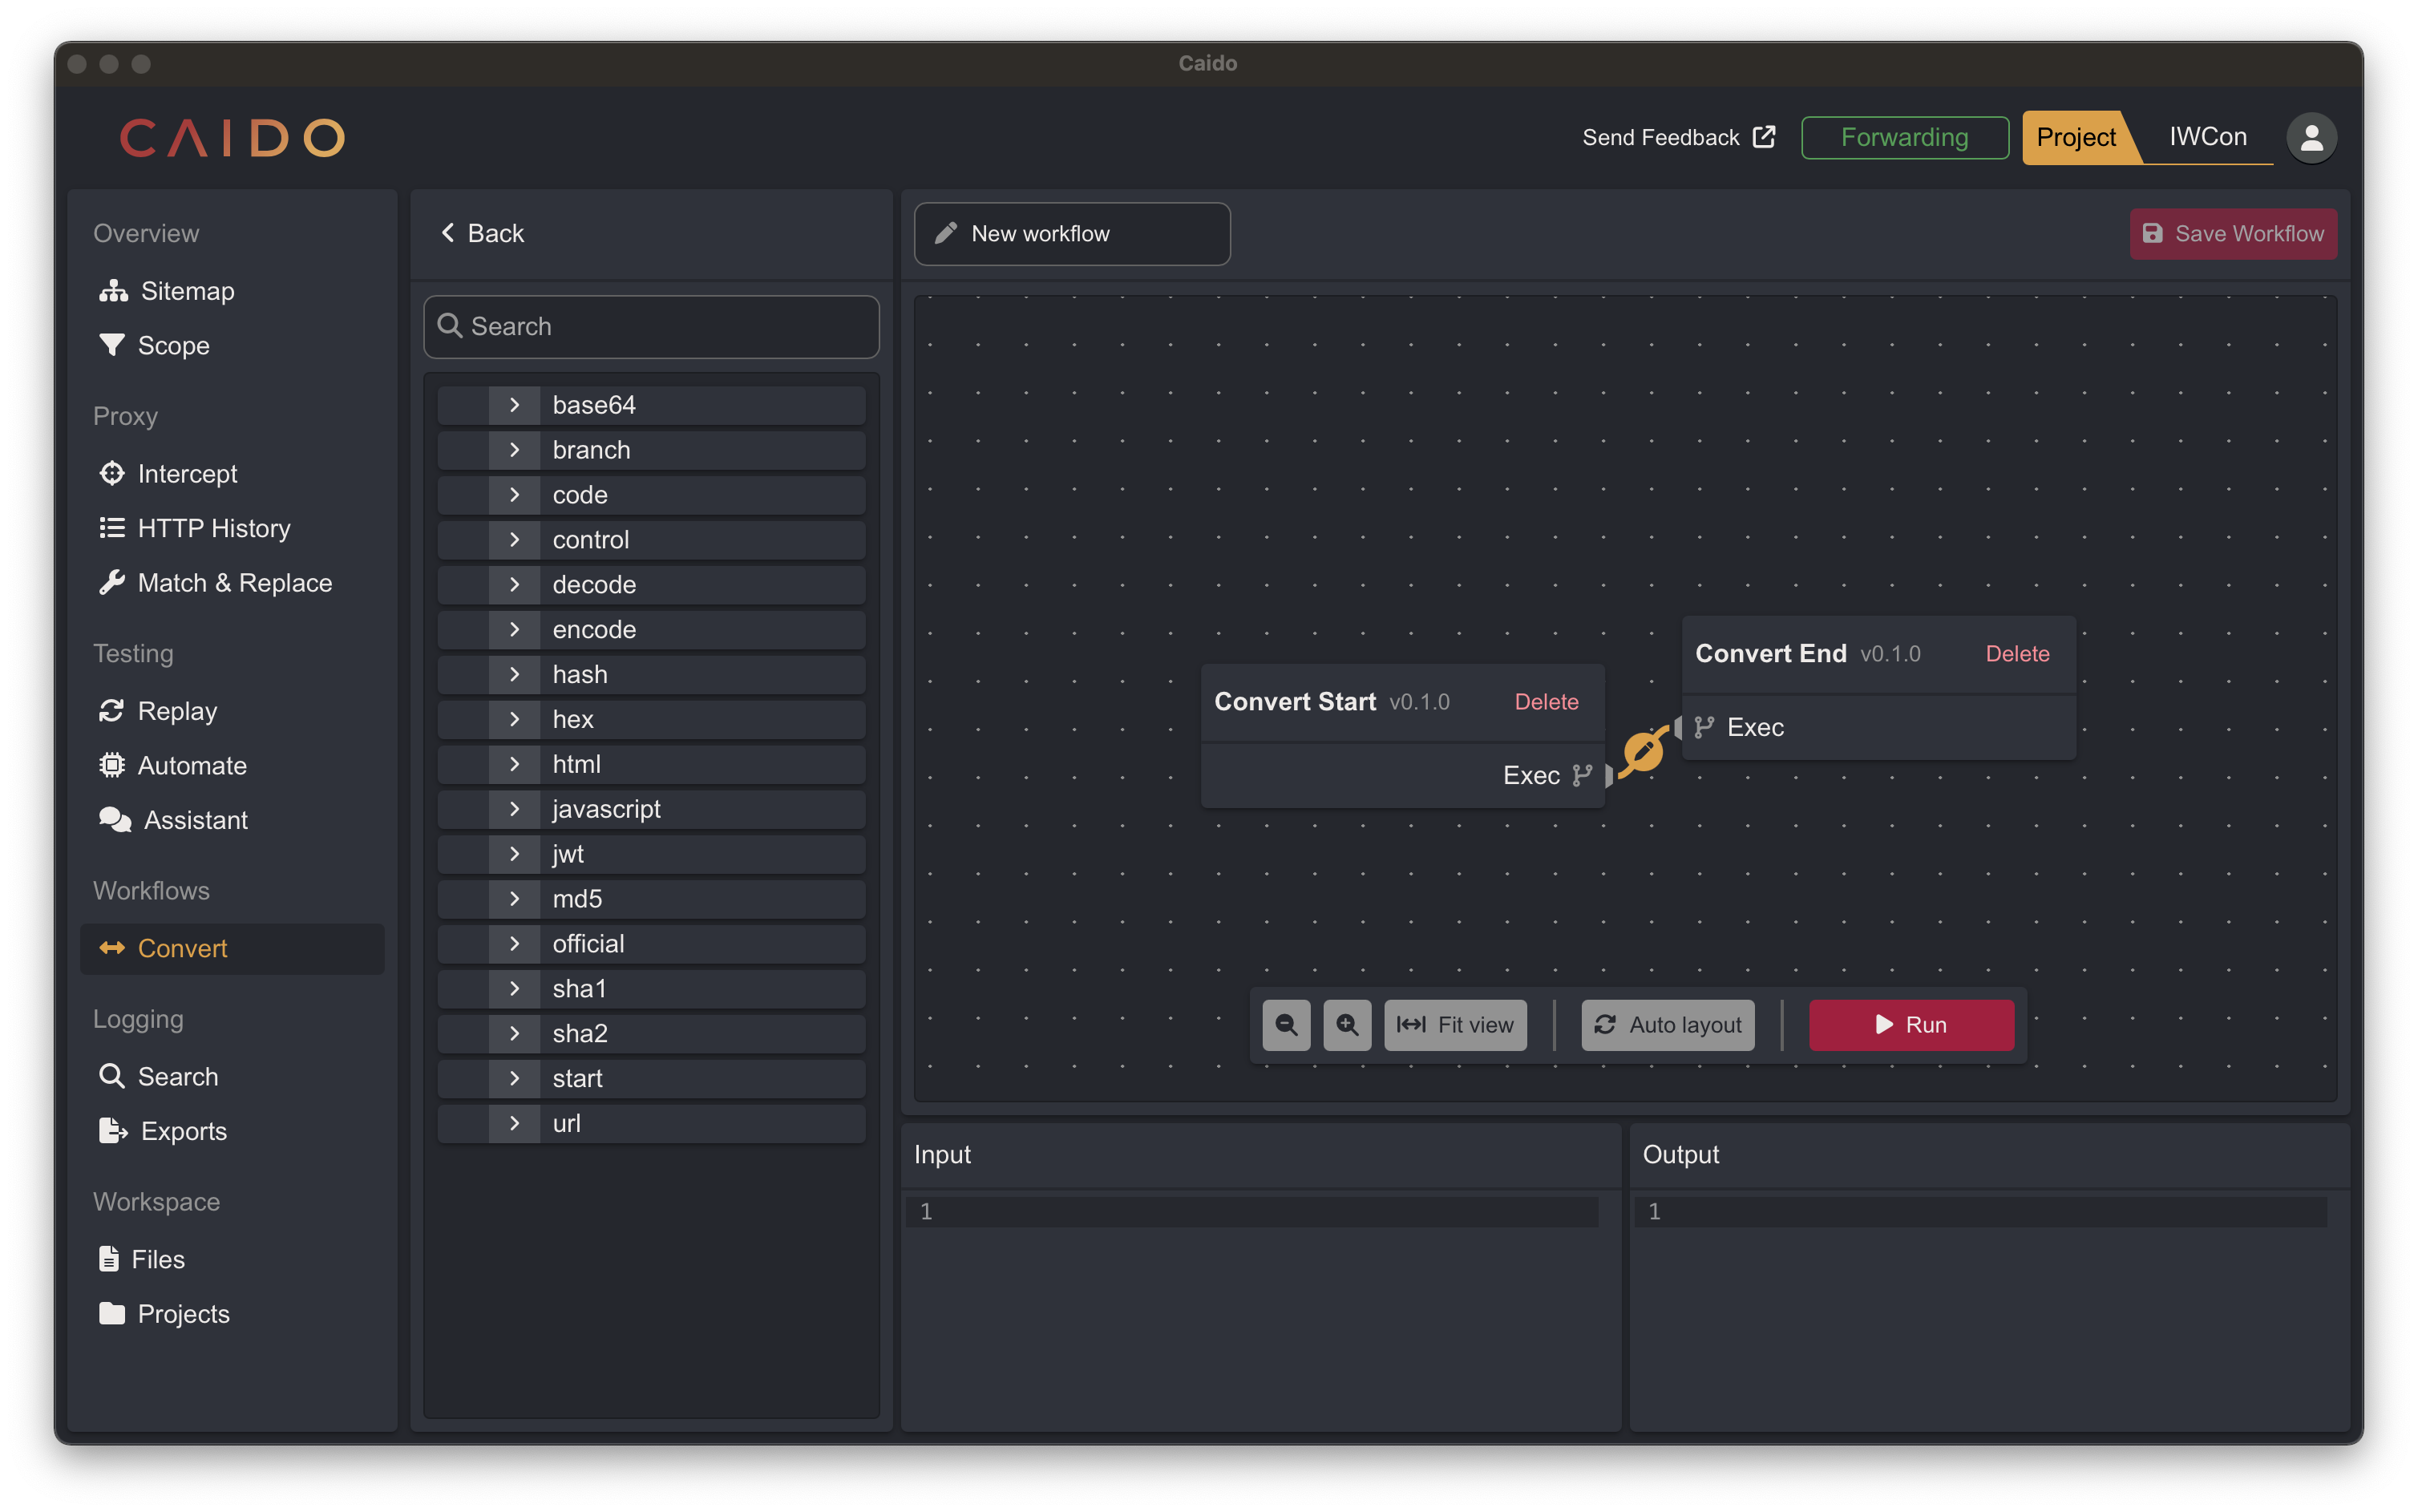 Caido
CAIDO
Send Feedback
Forwarding
Project
IWCon
Overview
Sitemap
Scope
Proxy
Intercept
HTTP History
Match & Replace
Testing
Replay
Automate
Assistant
Workflows
Convert
Logging
Search
Exports
Workspace
Files
Projects
Back
Search
base64
branch
code
control
decode
encode
hash
hex
html
javascript
jwt
md5
official
sha1
sha2
start
url
New workflow
Save Workflow
Convert Start v0.1.0 Delete
Exec
Convert End v0.1.0 Delete
Exec
Fit view
Auto layout
Run
Input
1
Output
1